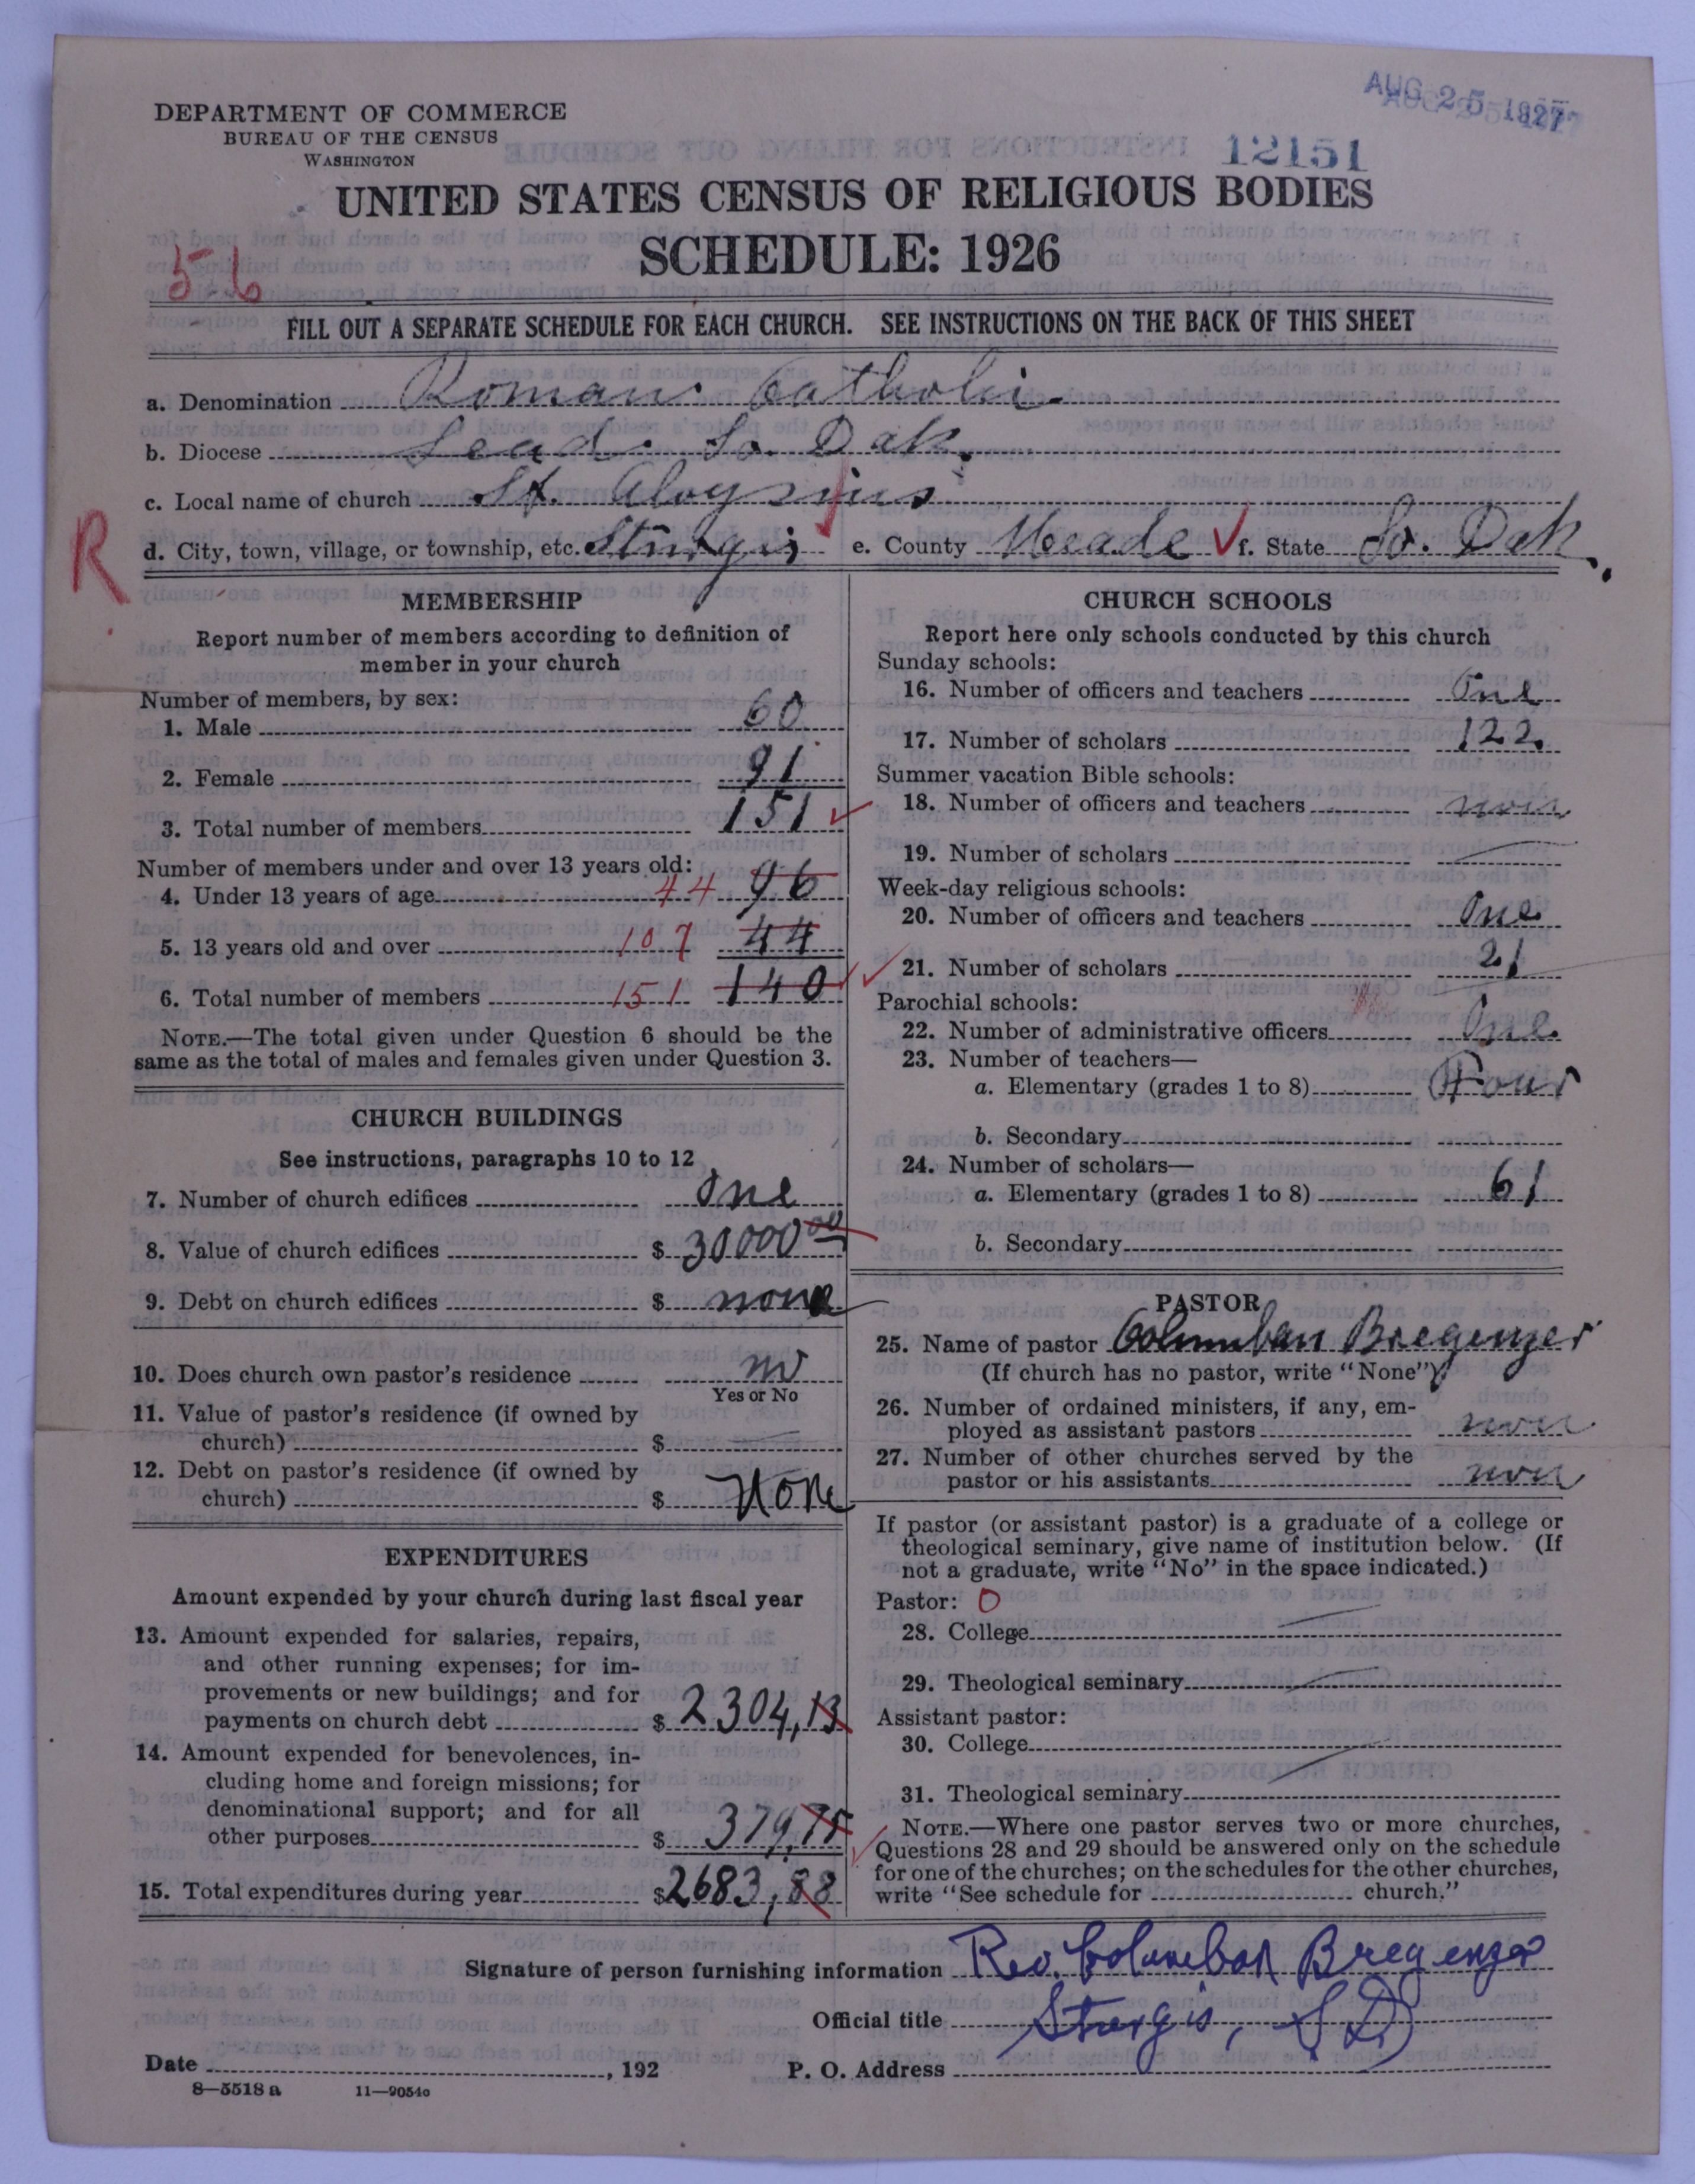 AUG 25 1927
DEPARTMENT OF COMMERCE
BUREAU OF THE CENSUS
WASHINGTON
12151
UNITED STATES CENSUS OF RELIGIOUS BODIES
SCHEDULE: 1926
56
FILL OUT A SEPARATE SCHEDULE FOR EACH CHURCH. SEE INSTRUCTIONS ON THE BACK OF THIS SHEET
a. Denomination Roman Catholic
b. Diocese Lead. So. Dak.
c. Local name of church St. Aloysius
R d. City, town, village, or township, etc. Sturgis e. County Meade f. State So. Dak.
MEMBERSHIP
Report number of members according to definition of
member in your church
Number of members, by sex:
1. Male 60
2. Female 91
3. Total number of members 151
Number of members under and over 13 years old:
4. Under 13 years of age 44 96
5. 13 years old and over 107 44
6. Total number of members 151 140
NOTE.—The total given under Question 6 should be the
same as the total of males and females given under Question 3.
CHURCH BUILDINGS
See instructions, paragraphs 10 to 12
7. Number of church edifices One
8. Value of church edifices $ 30000 00
9. Debt on church edifices $ none
10. Does church own pastor's residence no
Yes or No
11. Value of pastor's residence (if owned by
church) $
12. Debt on pastor's residence (if owned by
church) $ None
EXPENDITURES
Amount expended by your church during last fiscal year
13. Amount expended for salaries, repairs,
and other running expenses; for im-
provements or new buildings; and for
payments on church debt $ 2304,13
14. Amount expended for benevolences, in-
cluding home and foreign missions; for
denominational support; and for all
other purposes $ 379,75
15. Total expenditures during year $2683,88
CHURCH SCHOOLS
Report here only schools conducted by this church
Sunday schools:
16. Number of officers and teachers One
17. Number of scholars 122
Summer vacation Bible schools:
18. Number of officers and teachers none
19. Number of scholars
Week-day religious schools:
20. Number of officers and teachers One
21. Number of scholars 21
Parochial schools:
22. Number of administrative officers One
23. Number of teachers—
a. Elementary (grades 1 to 8) Four
b. Secondary
24. Number of scholars—
a. Elementary (grades 1 to 8) 61
b. Secondary
PASTOR
25. Name of pastor Columban Bregenzer
(If church has no pastor, write "None")
26. Number of ordained ministers, if any, em-
ployed as assistant pastors none
27. Number of other churches served by the
pastor or his assistants none
If pastor (or assistant pastor) is a graduate of a college or
theological seminary, give name of institution below. (If
not a graduate, write "No" in the space indicated.)
Pastor: O
28. College
29. Theological seminary
Assistant pastor:
30. College
31. Theological seminary
NOTE.—Where one pastor serves two or more churches,
Questions 28 and 29 should be answered only on the schedule
for one of the churches; on the schedules for the other churches,
write "See schedule for church."
Signature of person furnishing information Rev. Columban Bregenzer
Official title Sturgis, SD
Date , 192 P. O. Address
8—5518 a 11—9054o